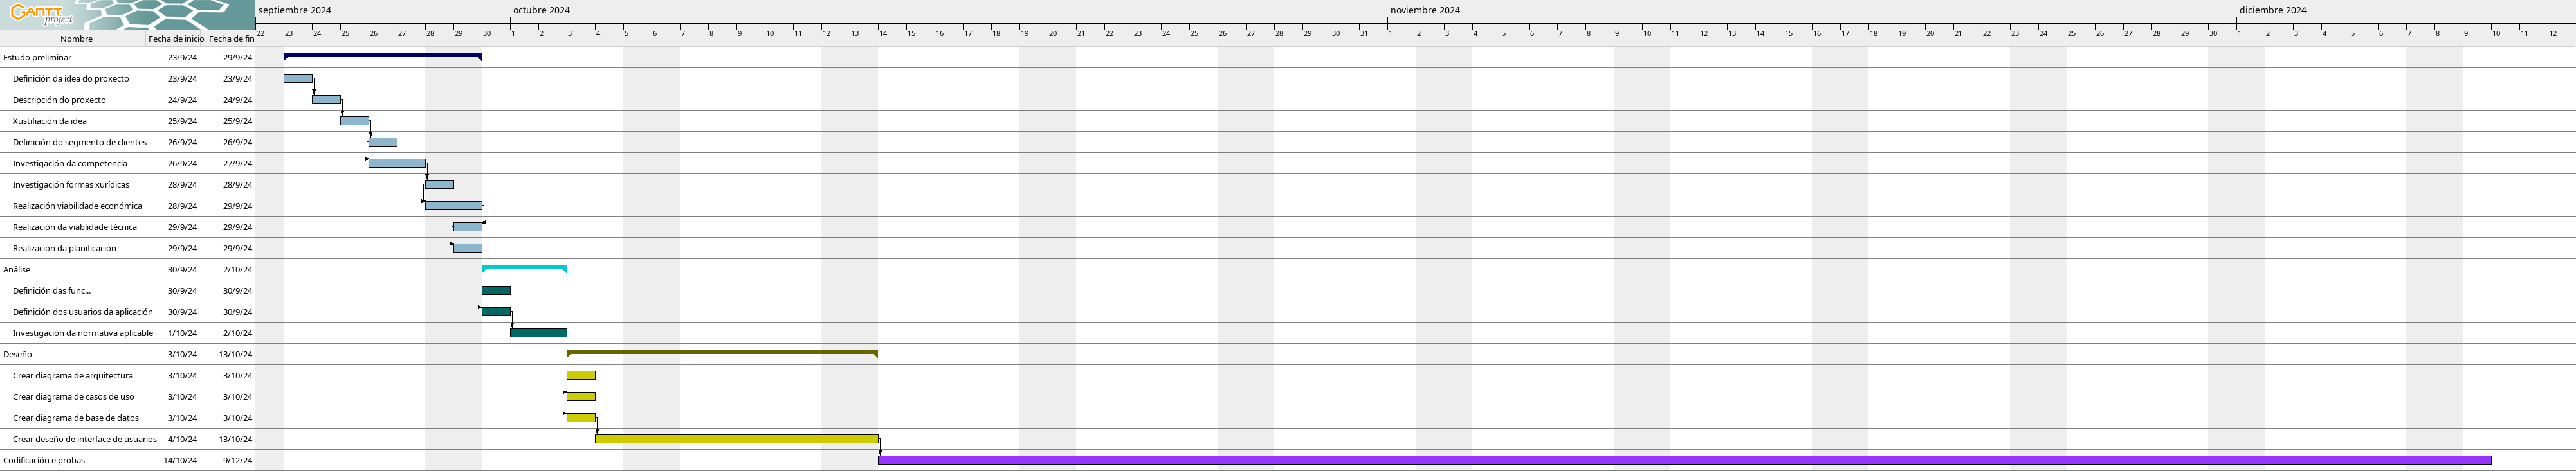 GANTT project
septiembre 2024 octubre 2024 noviembre 2024 diciembre 2024
Nombre Fecha de inicio Fecha de fin 22 23 24 25 26 27 28 29 30 1 2 3 4 5 6 7 8 9 10 11 12 13 14 15 16 17 18 19 20 21 22 23 24 25 26 27 28 29 30 31 1 2 3 4 5 6 7 8 9 10 11 12 13 14 15 16 17 18 19 20 21 22 23 24 25 26 27 28 29 30 1 2 3 4 5 6 7 8 9 10 11 12
Estudo preliminar 23/9/24 29/9/24
Definición da idea do proxecto 23/9/24 23/9/24
Descripción do proxecto 24/9/24 24/9/24
Xustifiación da idea 25/9/24 25/9/24
Definición do segmento de clientes 26/9/24 26/9/24
Investigación da competencia 26/9/24 27/9/24
Investigación formas xurídicas 28/9/24 28/9/24
Realización viabilidade económica 28/9/24 29/9/24
Realización da viablidade técnica 29/9/24 29/9/24
Realización da planificación 29/9/24 29/9/24
Análise 30/9/24 2/10/24
Definición das func... 30/9/24 30/9/24
Definición dos usuarios da aplicación 30/9/24 30/9/24
Investigación da normativa aplicable 1/10/24 2/10/24
Deseño 3/10/24 13/10/24
Crear diagrama de arquitectura 3/10/24 3/10/24
Crear diagrama de casos de uso 3/10/24 3/10/24
Crear diagrama de base de datos 3/10/24 3/10/24
Crear deseño de interface de usuarios 4/10/24 13/10/24
Codificación e probas 14/10/24 9/12/24